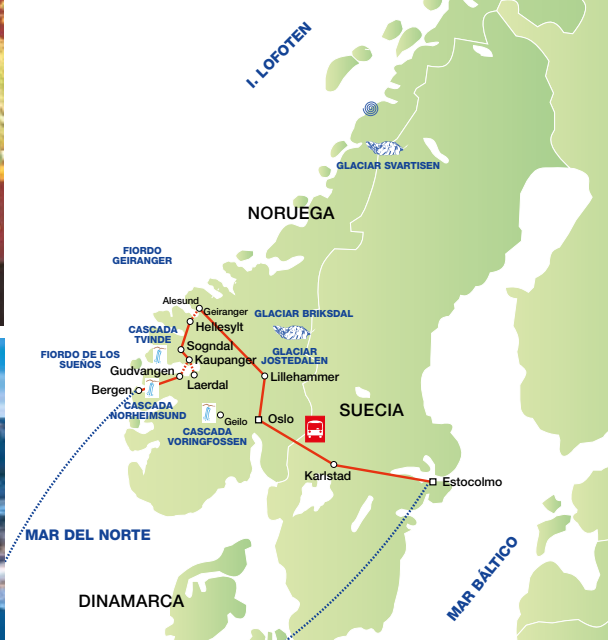 I. LOFOTEN
GLACIAR SVARTISEN
NORUEGA
FIORDO
GEIRANGER
Alesund
Geiranger
GLACIAR BRIKSDAL
Hellesylt
CASCADA
TVINDE
Sogndal
GLACIAR
JOSTEDALEN
FIORDO DE LOS
SUEÑOS
Kaupanger
Gudvangen
Laerdal
Lillehammer
Bergen
CASCADA
NORHEIMSUND
SUECIA
Geilo
Oslo
CASCADA
VORINGFOSSEN
Karlstad
Estocolmo
MAR DEL NORTE
MAR BÁLTICO
DINAMARCA